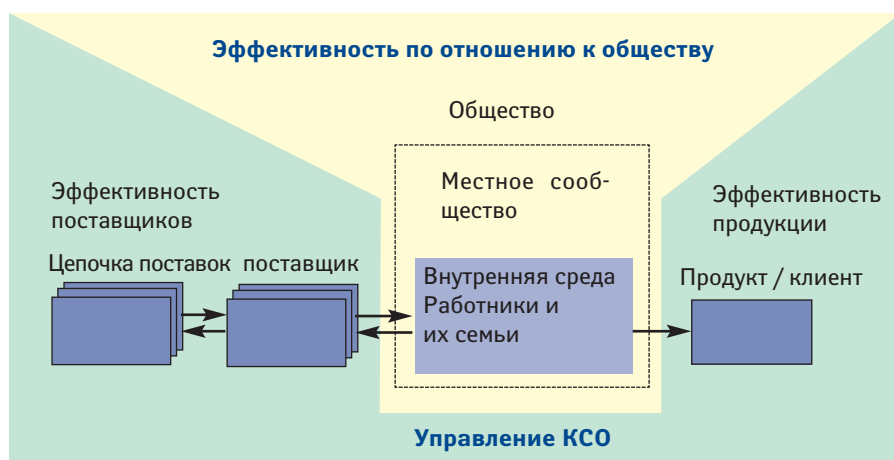 Эффективность по отношению к обществу
Общество
Местное сооб-
щество
Эффективность
поставщиков
Эффективность
продукции
Цепочка поставок поставщик
Внутренняя среда
Работники и
их семьи
Продукт / клиент
Управление КСО